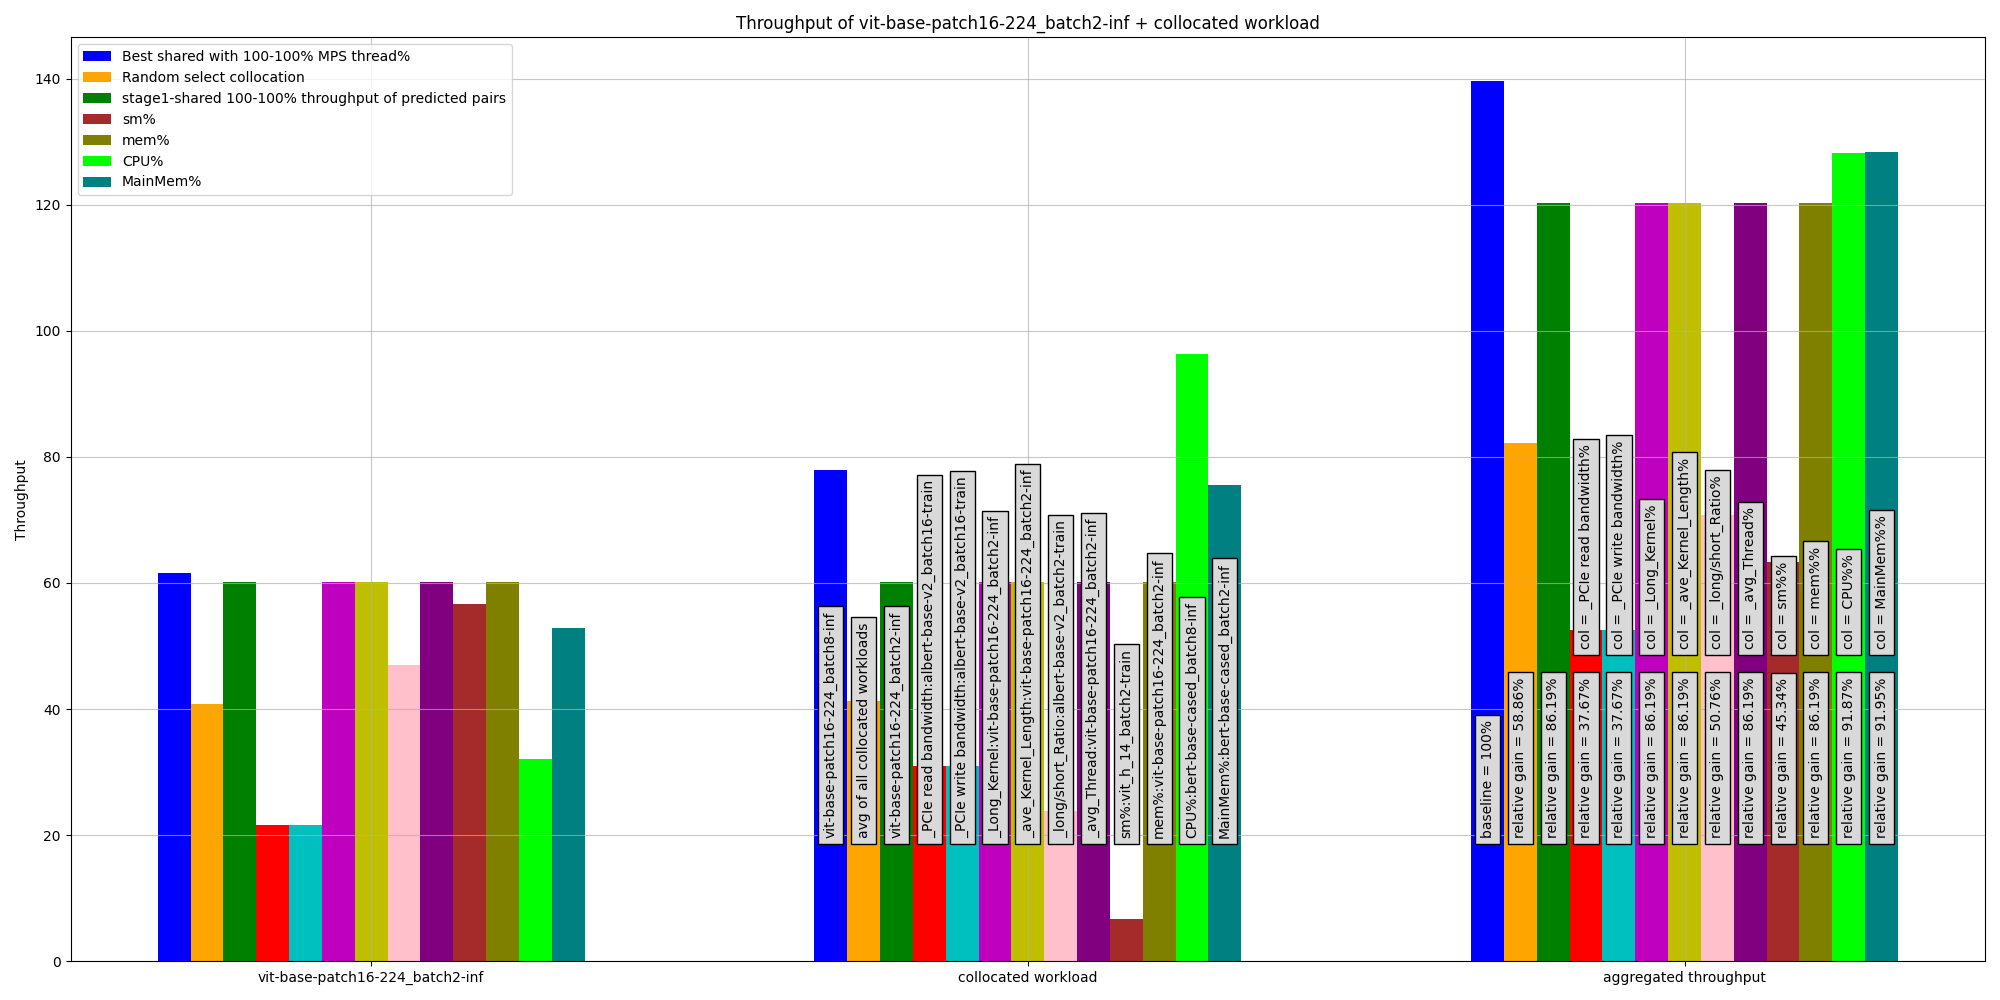 Throughput of vit-base-patch16-224_batch2-inf + collocated workload
Best shared with 100-100% MPS thread%
Random select collocation
stage1-shared 100-100% throughput of predicted pairs
sm%
mem%
CPU%
MainMem%
Throughput
140
120
100
80
60
40
20
0
vit-base-patch16-224_batch8-inf
avg of all collocated workloads
vit-base-patch16-224_batch2-inf
_PCIe read bandwidth:albert-base-v2_batch16-train
_PCIe write bandwidth:albert-base-v2_batch16-train
_Long_Kernel:vit-base-patch16-224_batch2-inf
_ave_Kernel_Length:vit-base-patch16-224_batch2-inf
_long/short_Ratio:albert-base-v2_batch2-train
_avg_Thread:vit-base-patch16-224_batch2-inf
sm%:vit_h_14_batch2-train
mem%:vit-base-patch16-224_batch2-inf
CPU%:bert-base-cased_batch8-inf
MainMem%:bert-base-cased_batch2-inf
col = _PCIe read bandwidth%
col = _PCIe write bandwidth%
col = _Long_Kernel%
col = _ave_Kernel_Length%
col = _long/short_Ratio%
col = _avg_Thread%
col = sm%%
col = mem%%
col = CPU%%
col = MainMem%%
baseline = 100%
relative gain = 58.86%
relative gain = 86.19%
relative gain = 37.67%
relative gain = 37.67%
relative gain = 86.19%
relative gain = 86.19%
relative gain = 50.76%
relative gain = 86.19%
relative gain = 45.34%
relative gain = 86.19%
relative gain = 91.87%
relative gain = 91.95%
vit-base-patch16-224_batch2-inf
collocated workload
aggregated throughput